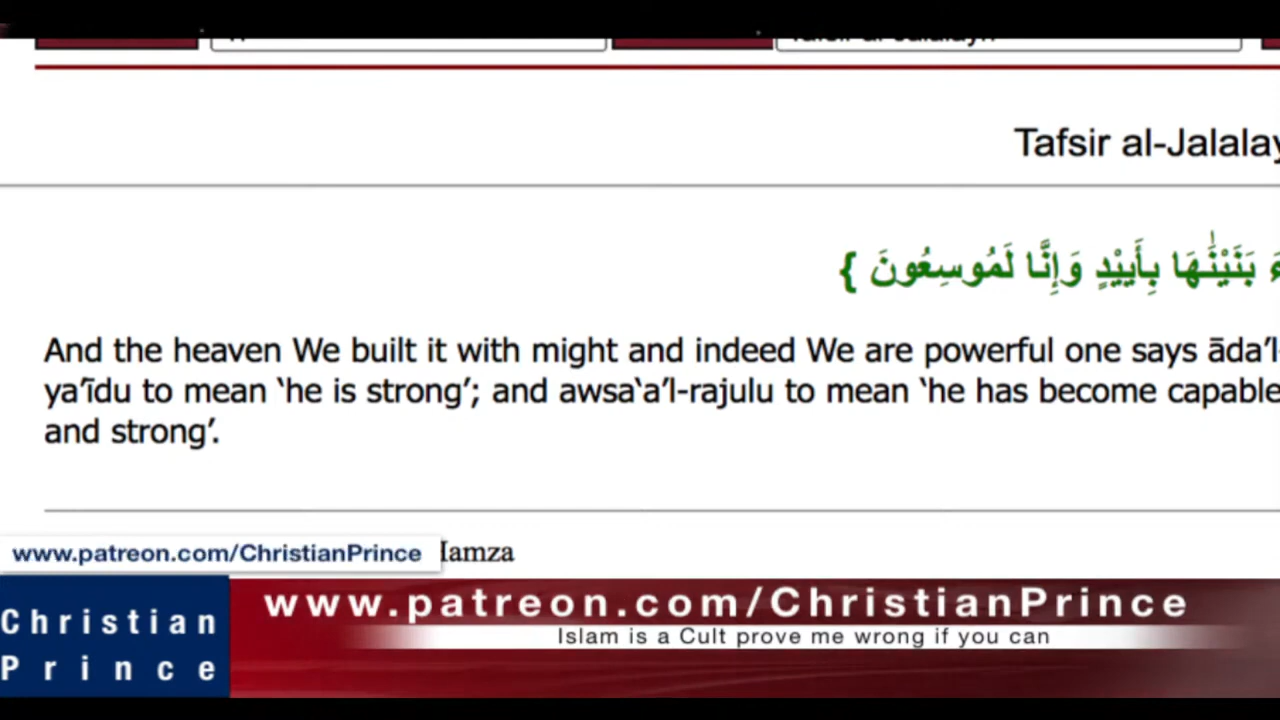 Tafsir al-Jalalay
بَنَيْنَٰهَا بِأَييْدٍ وَإِنَّا لَمُوسِعُونَ }
And the heaven We built it with might and indeed We are powerful one says āda’l-
ya’īdu to mean ‘he is strong’; and awsa‘a’l-rajulu to mean ‘he has become capable
and strong’.
www.patreon.com/ChristianPrince
Hamza
www.patreon.com/ChristianPrince
Islam is a Cult prove me wrong if you can
Christian
Prince